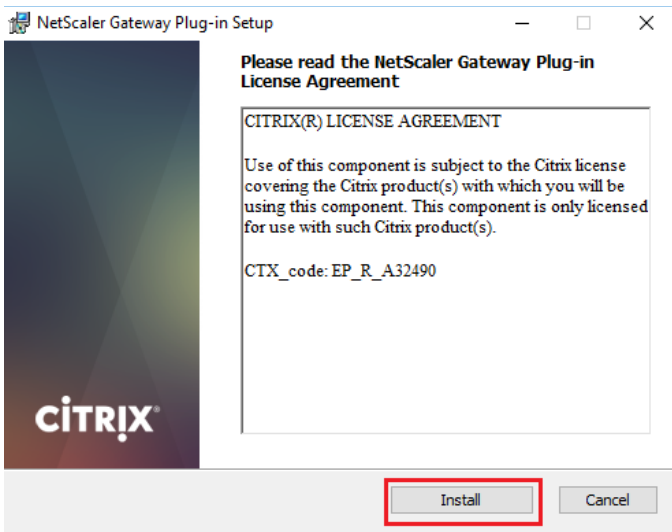 NetScaler Gateway Plug-in Setup
Please read the NetScaler Gateway Plug-in
License Agreement
CITRIX(R) LICENSE AGREEMENT
Use of this component is subject to the Citrix license
covering the Citrix product(s) with which you will be
using this component. This component is only licensed
for use with such Citrix product(s).
CTX_code: EP_R_A32490
CİTRỊX®
Install
Cancel